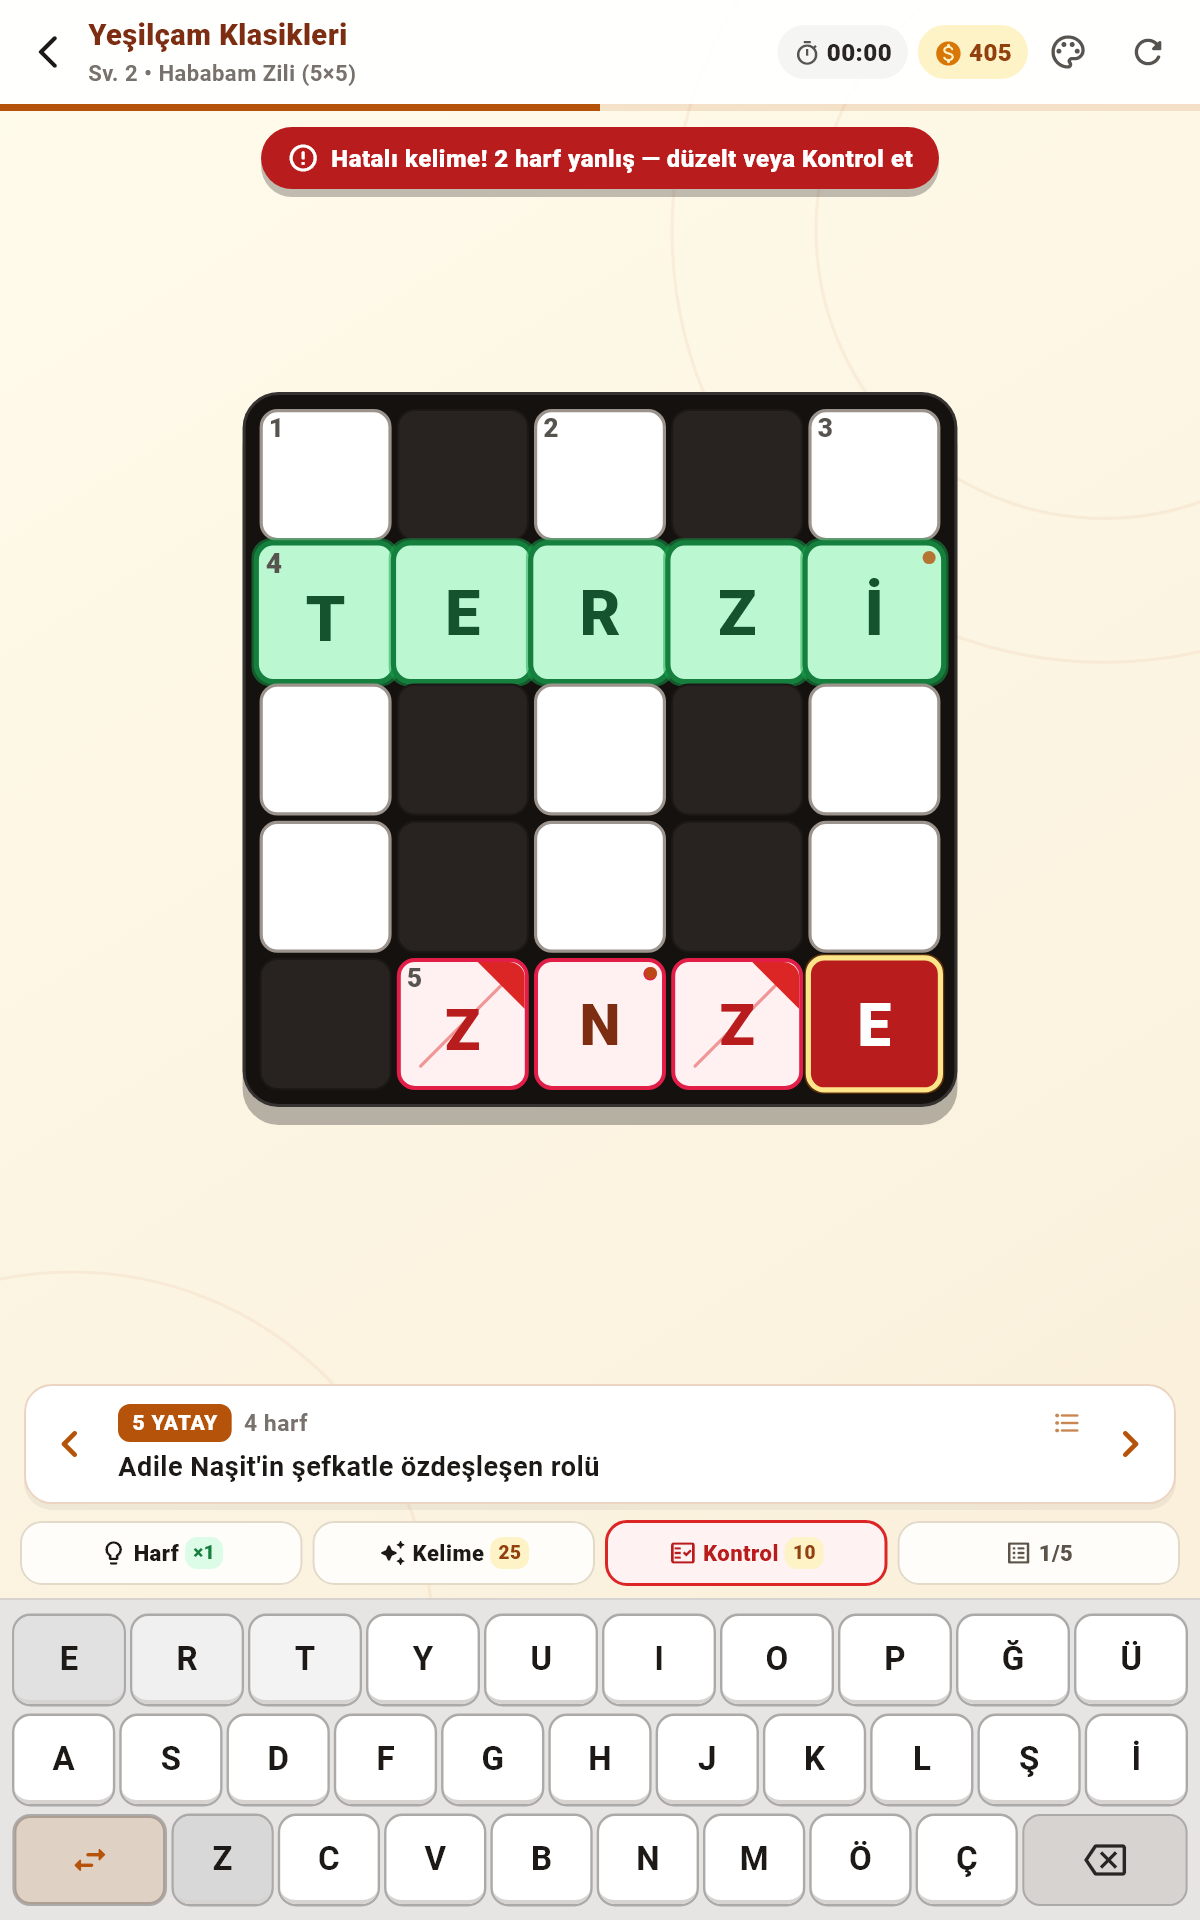 Yeşilçam Klasikleri
Sv. 2 • Hababam Zili (5×5)
00:00
405
Hatalı kelime! 2 harf yanlış — düzelt veya Kontrol et
1 2 3
4 T E R Z İ
5 Z N Z E
5 YATAY 4 harf
Adile Naşit'in şefkatle özdeşleşen rolü
Harf ×1 Kelime 25 Kontrol 10 1/5
E R T Y U I O P Ğ Ü
A S D F G H J K L Ş İ
Z C V B N M Ö Ç